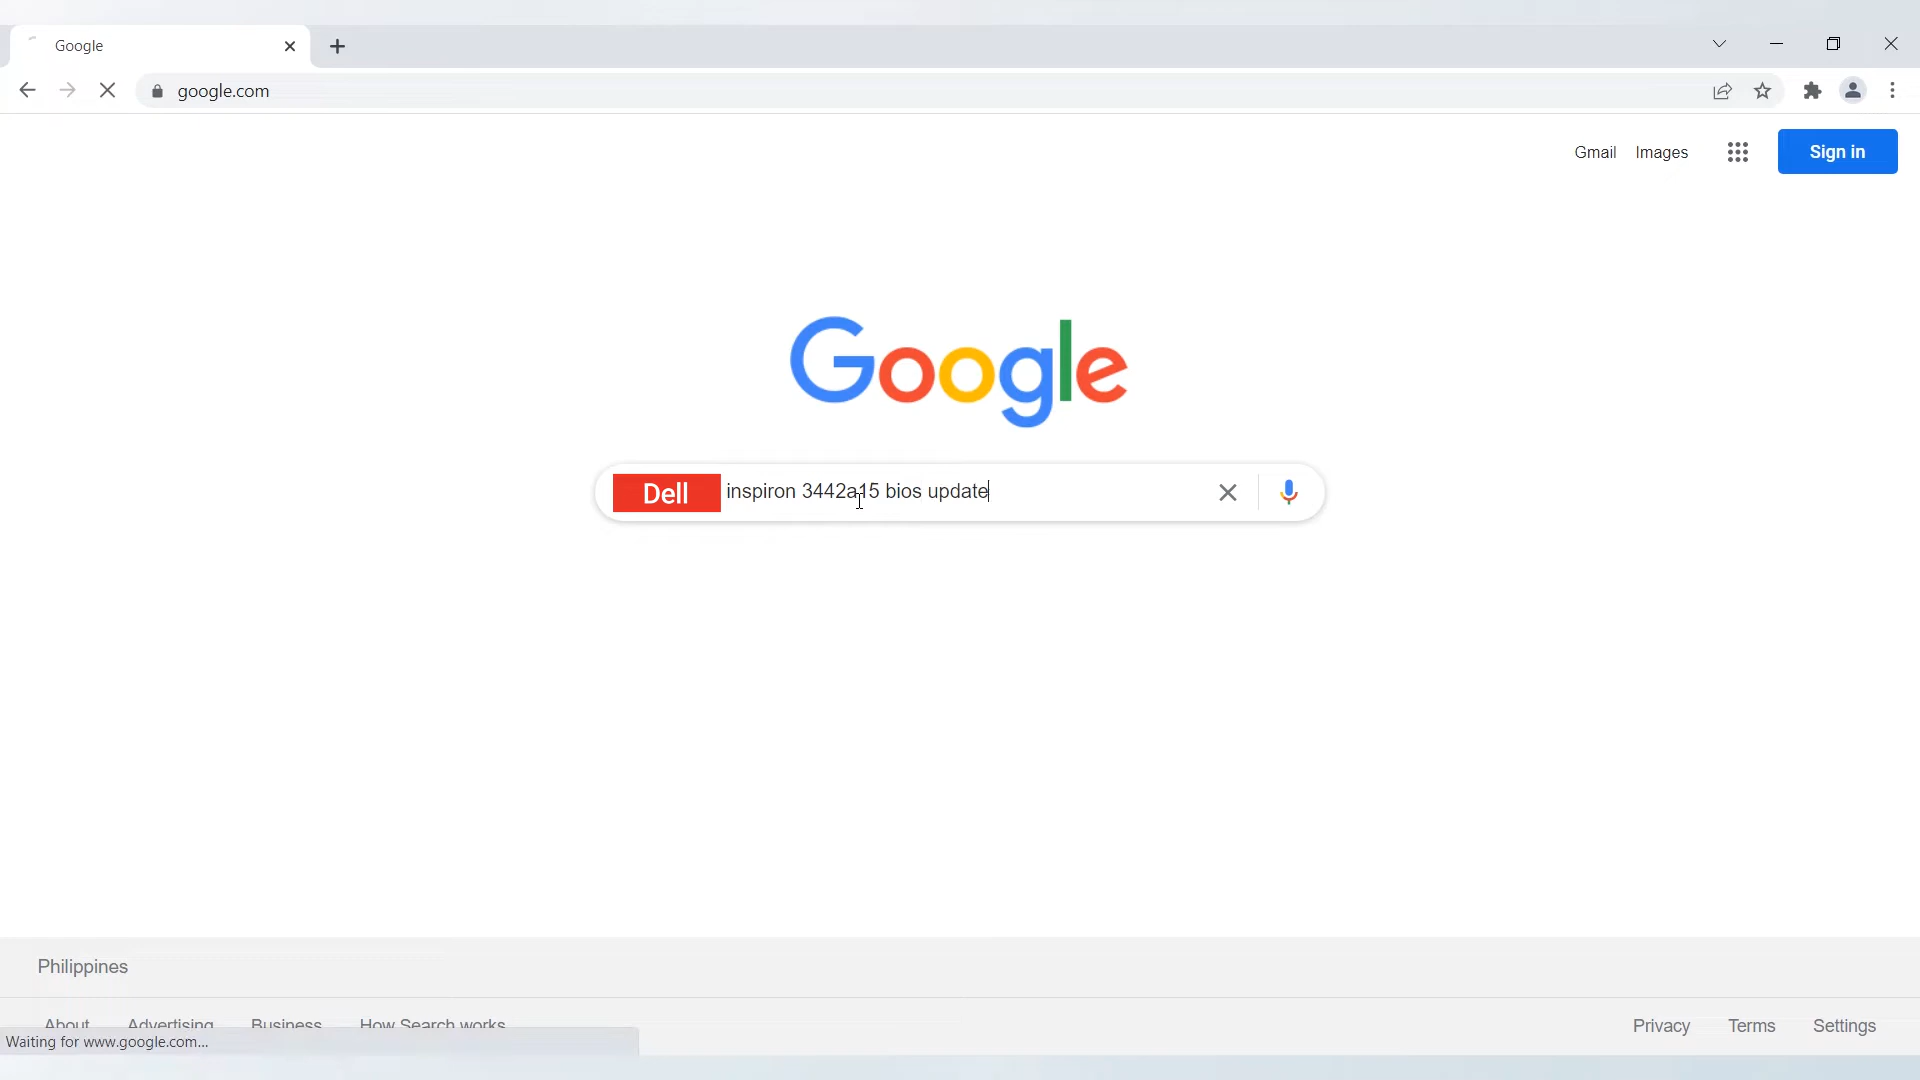 Google
google.com
Gmail Images Sign in
Google
Dell inspiron 3442a15 bios update
Philippines
About Advertising Business How Search works Privacy Terms Settings
Waiting for www.google.com...